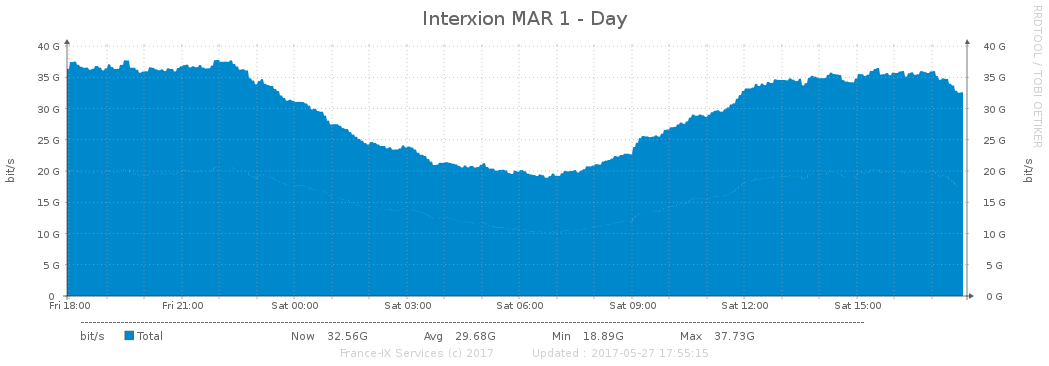 Interxion MAR 1 - Day
RRDTOOL / TOBI OETIKER
40 G 40 G
35 G 35 G
30 G 30 G
25 G 25 G
20 G 20 G
15 G 15 G
10 G 10 G
5 G 5 G
0 0 G
bit/s bit/s
Fri 18:00 Fri 21:00 Sat 00:00 Sat 03:00 Sat 06:00 Sat 09:00 Sat 12:00 Sat 15:00
bit/s Total Now 32.56G Avg 29.68G Min 18.89G Max 37.73G
France-IX Services (c) 2017 Updated : 2017-05-27 17:55:15